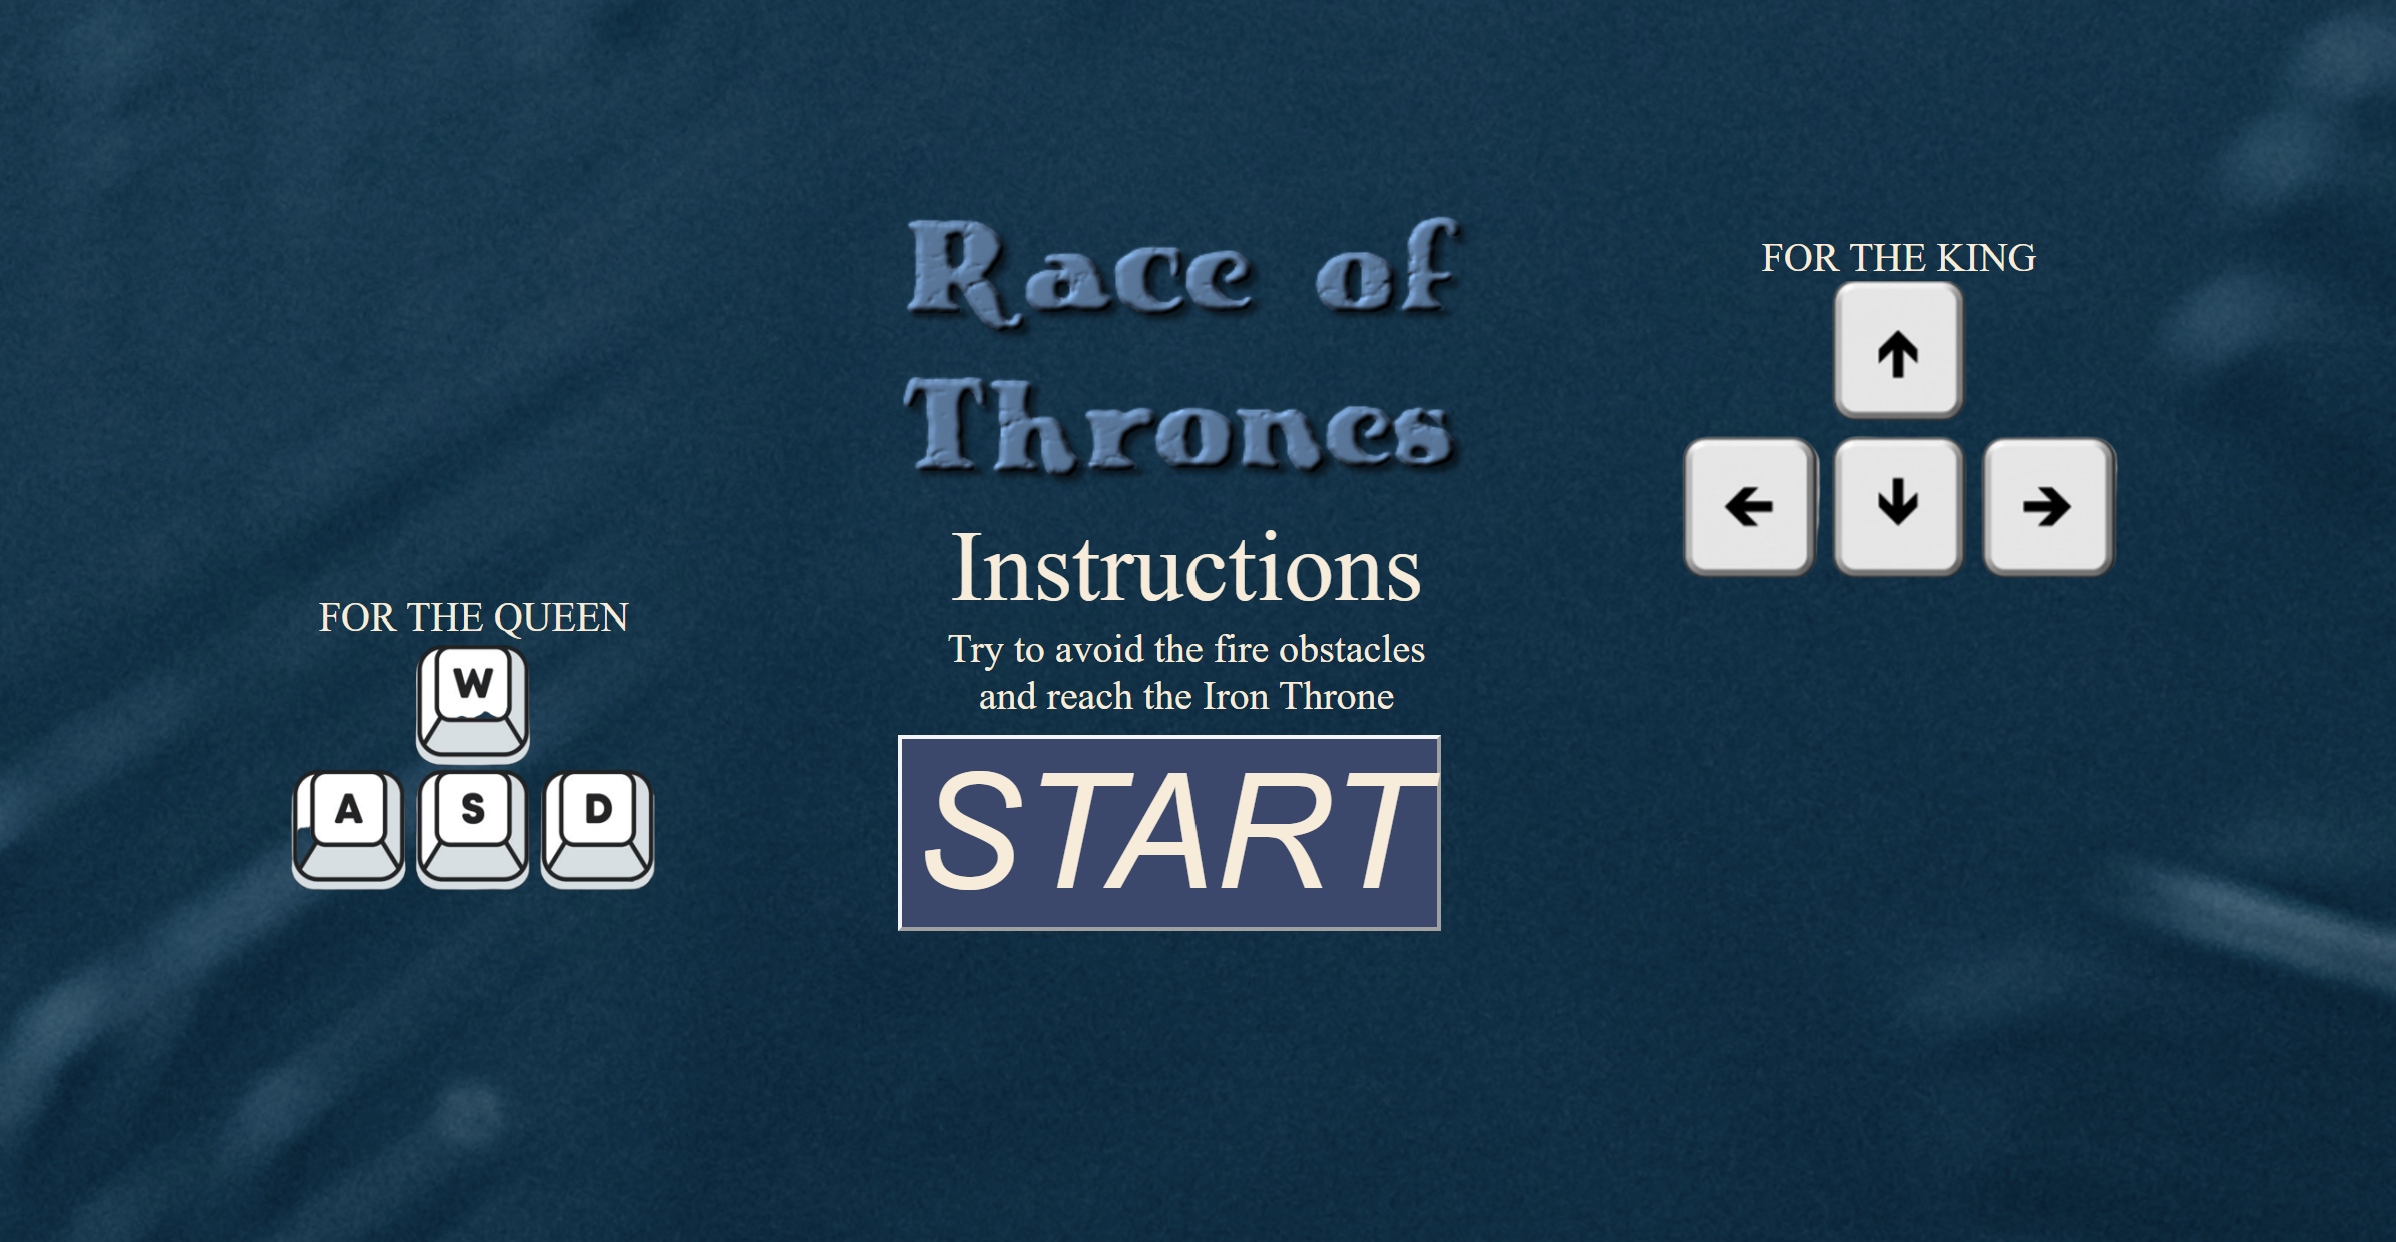 Race of
Thrones
FOR THE KING
↑
← ↓ →
Instructions
Try to avoid the fire obstacles
and reach the Iron Throne
START
FOR THE QUEEN
W
A S D